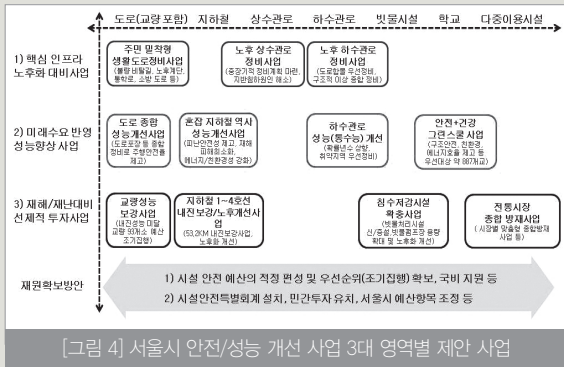 도로(교량 포함) 지하철 상수관로 하수관로 빗물시설 학교 다중이용시설
1) 핵심 인프라
노후화 대비사업
주민 밀착형
생활도로정비사업
(불량 비탈길, 노후계단,
통학로, 소방 도로 등)
노후 상수관로
정비사업
(중장기적 정비계획 마련,
지반함하원인 해소)
노후 하수관로
정비사업
(도로함몰 우선정비,
구조적 이상 종합 정비)
2) 미래수요 반영
성능향상 사업
도로 종합
성능개선사업
(도로포장 등 종합
정비로 주행안전률
제고)
혼잡 지하철 역사
성능개선사업
(피난안전성 제고, 재해
피해최소화,
에너지/친환경성 강화)
하수관로
성능(통수능) 개선
(확률년수 상향,
취약지역 우선정비)
안전+건강
그린스쿨 사업
(구조안전, 친환경,
에너지효율 제고 등
우선대상 약 887개교)
3) 재해/재난대비
선제적 투자사업
교량성능
보강사업
(내진성능 미달
교량 93개소 예산
조기집행)
지하철 1~4호선
내진보강/노후개선사
업
(53.2KM 내진보강사업,
노후화 개선)
침수저감시설
확충사업
(빗물처리시설
신/증설, 빗물펌프장 용량
확대 및 노후화 개선)
전통시장
종합 방재사업
(시장별 맞춤형 종합방재
사업 등)
재원확보방안
1) 시설 안전 예산의 적정 편성 및 우선순위(조기집행) 확보, 국비 지원 등
2) 시설안전특별회계 설치, 민간투자 유치, 서울시 예산항목 조정 등
[그림 4] 서울시 안전/성능 개선 사업 3대 영역별 제안 사업